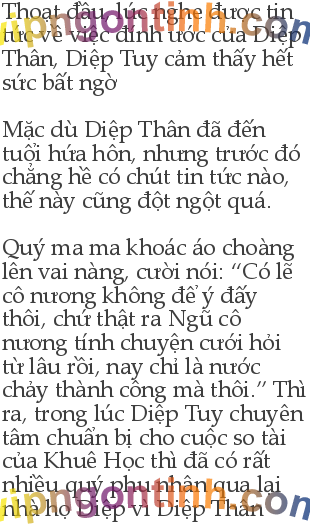 Thoạt đầu, lúc nghe được tin
tức về việc đính ước của Diệp
Thân, Diệp Tuy cảm thấy hết
sức bất ngờ
Mặc dù Diệp Thân đã đến
tuổi hứa hôn, nhưng trước đó
chẳng hề có chút tin tức nào,
thế này cũng đột ngột quá.
Quý ma ma khoác áo choàng
lên vai nàng, cười nói: “Có lẽ
cô nương không để ý đấy
thôi, chứ thật ra Ngũ cô
nương tính chuyện cưới hỏi
từ lâu rồi, nay chỉ là nước
chảy thành công mà thôi.” Thì
ra, trong lúc Diệp Tuy chuyên
tâm chuẩn bị cho cuộc so tài
của Khuê Học thì đã có rất
nhiều quý phu nhân qua lại
nhà họ Diệp vì Diệp Thân
vipngontinh.com
vipngontinh.com